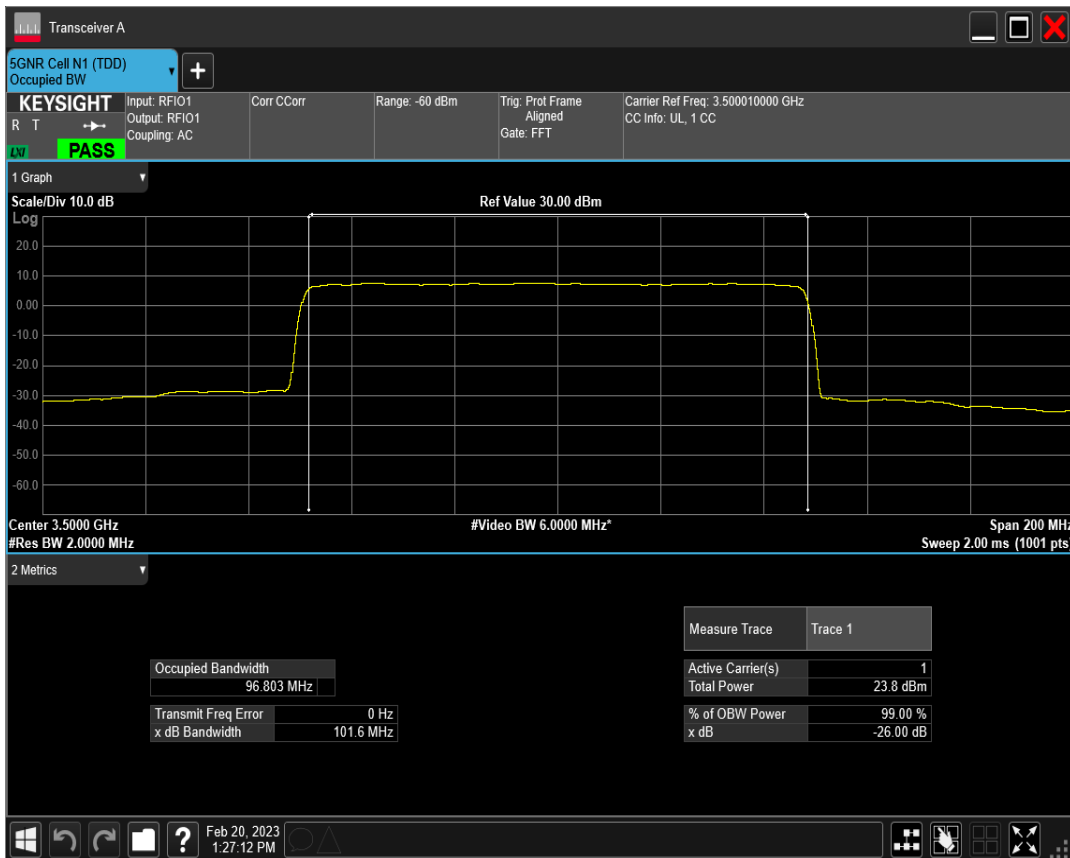 Transceiver A
5GNR Cell N1 (TDD)
Occupied BW
+
KEYSIGHT
R T
LXI
PASS
Input: RFIO1
Output: RFIO1
Coupling: AC
Corr CCorr
Range: -60 dBm
Trig: Prot Frame
Aligned
Gate: FFT
Carrier Ref Freq: 3.500010000 GHz
CC Info: UL, 1 CC
1 Graph
Scale/Div 10.0 dB
Ref Value 30.00 dBm
Log
20.0
10.0
0.00
-10.0
-20.0
-30.0
-40.0
-50.0
-60.0
Center 3.5000 GHz
#Video BW 6.0000 MHz*
Span 200 MHz
#Res BW 2.0000 MHz
Sweep 2.00 ms (1001 pts)
2 Metrics
Measure Trace Trace 1
Occupied Bandwidth
96.803 MHz
Active Carrier(s) 1
Total Power 23.8 dBm
Transmit Freq Error 0 Hz
x dB Bandwidth 101.6 MHz
% of OBW Power 99.00 %
x dB -26.00 dB
?
Feb 20, 2023
1:27:12 PM